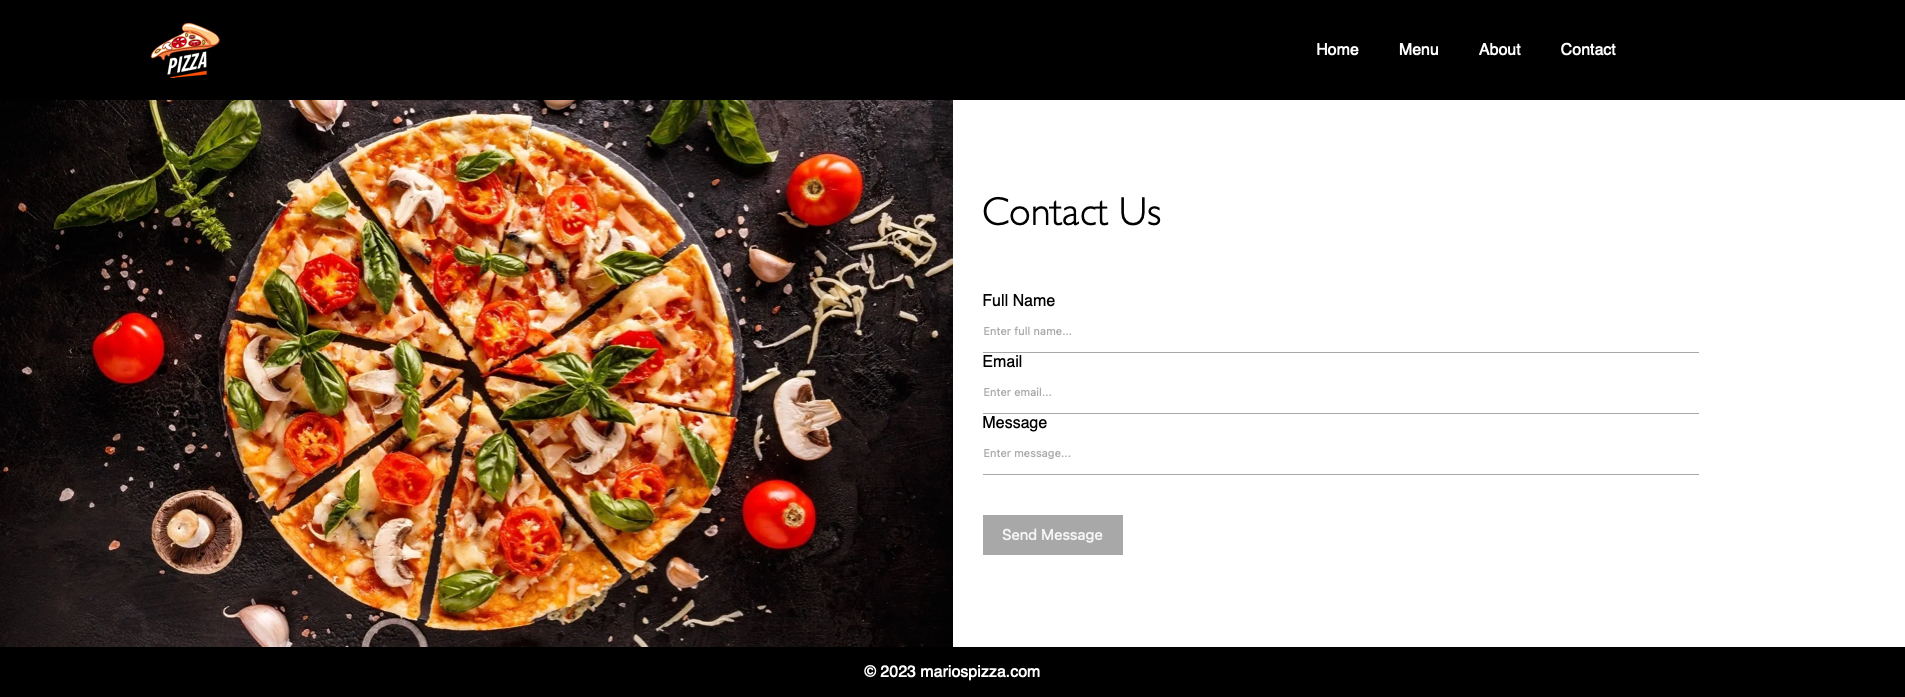 PIZZA
Home Menu About Contact
Contact Us
Full Name
Enter full name...
Email
Enter email...
Message
Enter message...
Send Message
© 2023 mariospizza.com